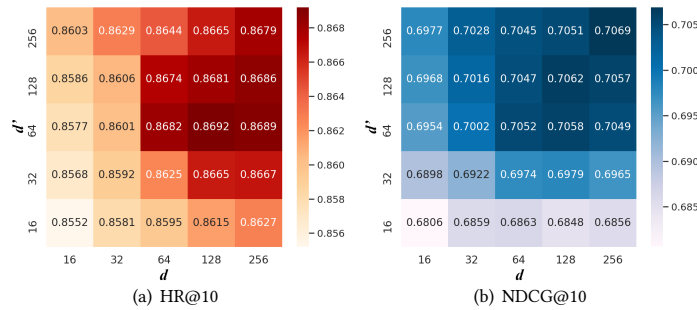 256 0.8603 0.8629 0.8644 0.8665 0.8679
128 0.8586 0.8606 0.8674 0.8681 0.8686
64 0.8577 0.8601 0.8682 0.8692 0.8689
32 0.8568 0.8592 0.8625 0.8665 0.8667
16 0.8552 0.8581 0.8595 0.8615 0.8627
16 32 64 128 256
d'
d
0.868
0.866
0.864
0.862
0.860
0.858
0.856
(a) HR@10
256 0.6977 0.7028 0.7045 0.7051 0.7069
128 0.6968 0.7016 0.7047 0.7062 0.7057
64 0.6954 0.7002 0.7052 0.7058 0.7049
32 0.6898 0.6922 0.6974 0.6979 0.6965
16 0.6806 0.6859 0.6863 0.6848 0.6856
16 32 64 128 256
d'
d
0.705
0.700
0.695
0.690
0.685
(b) NDCG@10